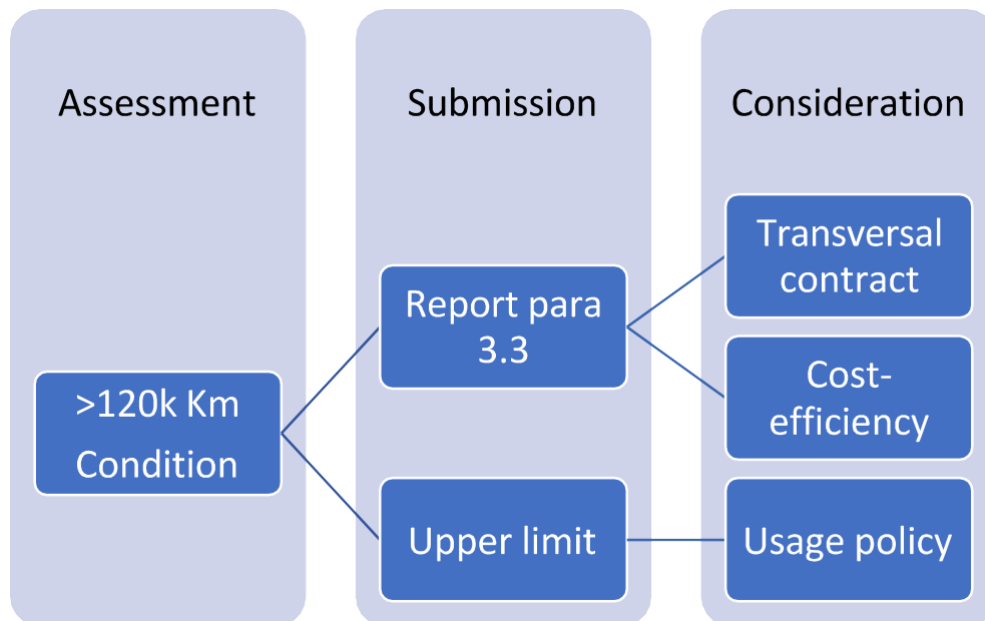 Assessment
Submission
Consideration
>120k Km
Condition
Report para
3.3
Upper limit
Transversal
contract
Cost-
efficiency
Usage policy